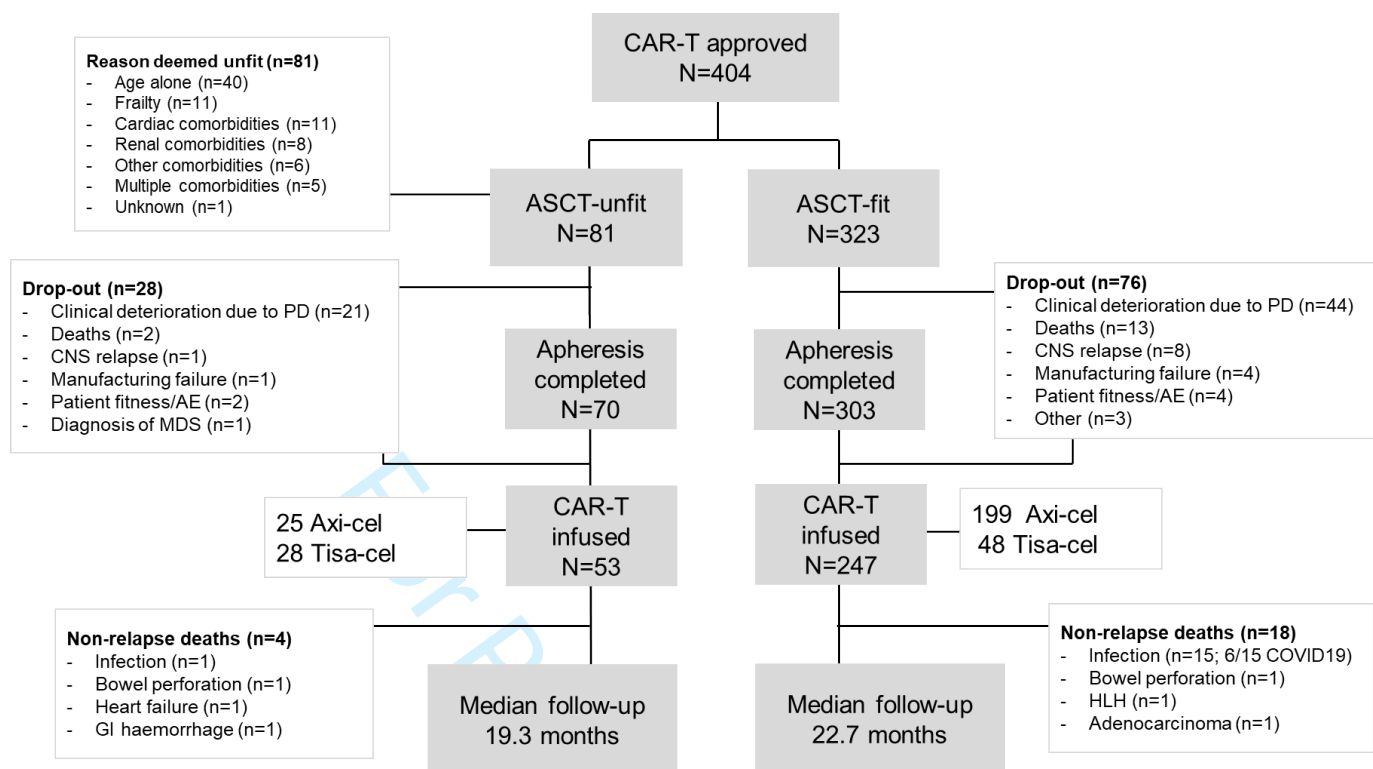 CAR-T approved
N=404
Reason deemed unfit (n=81)
- Age alone (n=40)
- Frailty (n=11)
- Cardiac comorbidities (n=11)
- Renal comorbidities (n=8)
- Other comorbidities (n=6)
- Multiple comorbidities (n=5)
- Unknown (n=1)
ASCT-unfit
N=81
ASCT-fit
N=323
Drop-out (n=28)
- Clinical deterioration due to PD (n=21)
- Deaths (n=2)
- CNS relapse (n=1)
- Manufacturing failure (n=1)
- Patient fitness/AE (n=2)
- Diagnosis of MDS (n=1)
Drop-out (n=76)
- Clinical deterioration due to PD (n=44)
- Deaths (n=13)
- CNS relapse (n=8)
- Manufacturing failure (n=4)
- Patient fitness/AE (n=4)
- Other (n=3)
Apheresis
completed
N=70
Apheresis
completed
N=303
25 Axi-cel
28 Tisa-cel
CAR-T
infused
N=53
CAR-T
infused
N=247
199 Axi-cel
48 Tisa-cel
Non-relapse deaths (n=4)
- Infection (n=1)
- Bowel perforation (n=1)
- Heart failure (n=1)
- GI haemorrhage (n=1)
Non-relapse deaths (n=18)
- Infection (n=15; 6/15 COVID19)
- Bowel perforation (n=1)
- HLH (n=1)
- Adenocarcinoma (n=1)
Median follow-up
19.3 months
Median follow-up
22.7 months
For